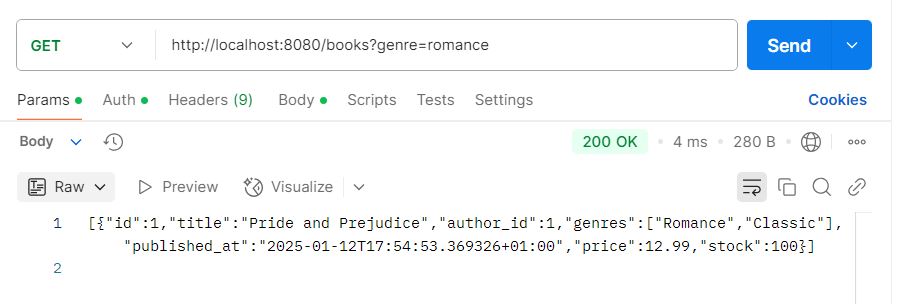 GET http://localhost:8080/books?genre=romance Send
Params Auth Headers (9) Body Scripts Tests Settings Cookies
Body 200 OK 4 ms 280 B
Raw Preview Visualize
1 [{"id":1,"title":"Pride and Prejudice","author_id":1,"genres":["Romance","Classic"],
"published_at":"2025-01-12T17:54:53.369326+01:00","price":12.99,"stock":100}]
2